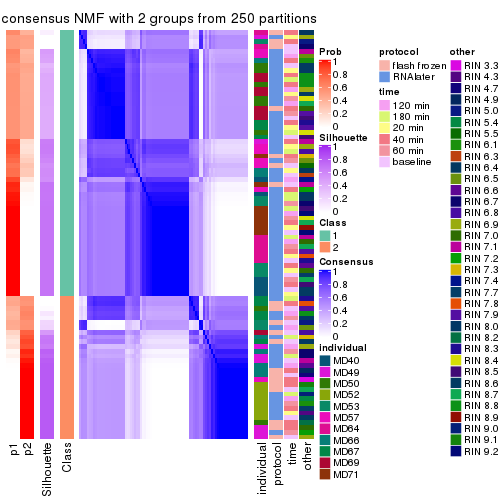 consensus NMF with 2 groups from 250 partitions
Prob
1
0.8
0.6
0.4
0.2
0
Silhouette
1
0.8
0.6
0.4
0.2
0
Class
1
2
Consensus
1
0.8
0.6
0.4
0.2
0
individual
MD40
MD49
MD50
MD52
MD53
MD57
MD64
MD66
MD67
MD69
MD71
protocol
flash frozen
RNAlater
time
120 min
180 min
20 min
40 min
60 min
baseline
other
RIN 3.3
RIN 4.3
RIN 4.7
RIN 4.9
RIN 5.0
RIN 5.4
RIN 5.5
RIN 6.1
RIN 6.3
RIN 6.4
RIN 6.5
RIN 6.6
RIN 6.7
RIN 6.8
RIN 6.9
RIN 7.0
RIN 7.1
RIN 7.2
RIN 7.3
RIN 7.4
RIN 7.7
RIN 7.8
RIN 7.9
RIN 8.0
RIN 8.2
RIN 8.3
RIN 8.4
RIN 8.5
RIN 8.6
RIN 8.7
RIN 8.8
RIN 8.9
RIN 9.0
RIN 9.1
RIN 9.2
p1
p2
Silhouette
Class
individual
protocol
time
other